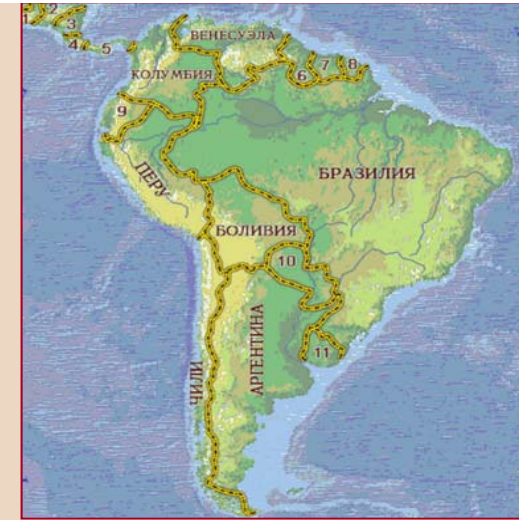 1
2
3
4
5
ВЕНЕСУЭЛА
КОЛУМБИЯ
6
7
8
9
ПЕРУ
БРАЗИЛИЯ
БОЛИВИЯ
10
ЧИЛИ
АРГЕНТИНА
11